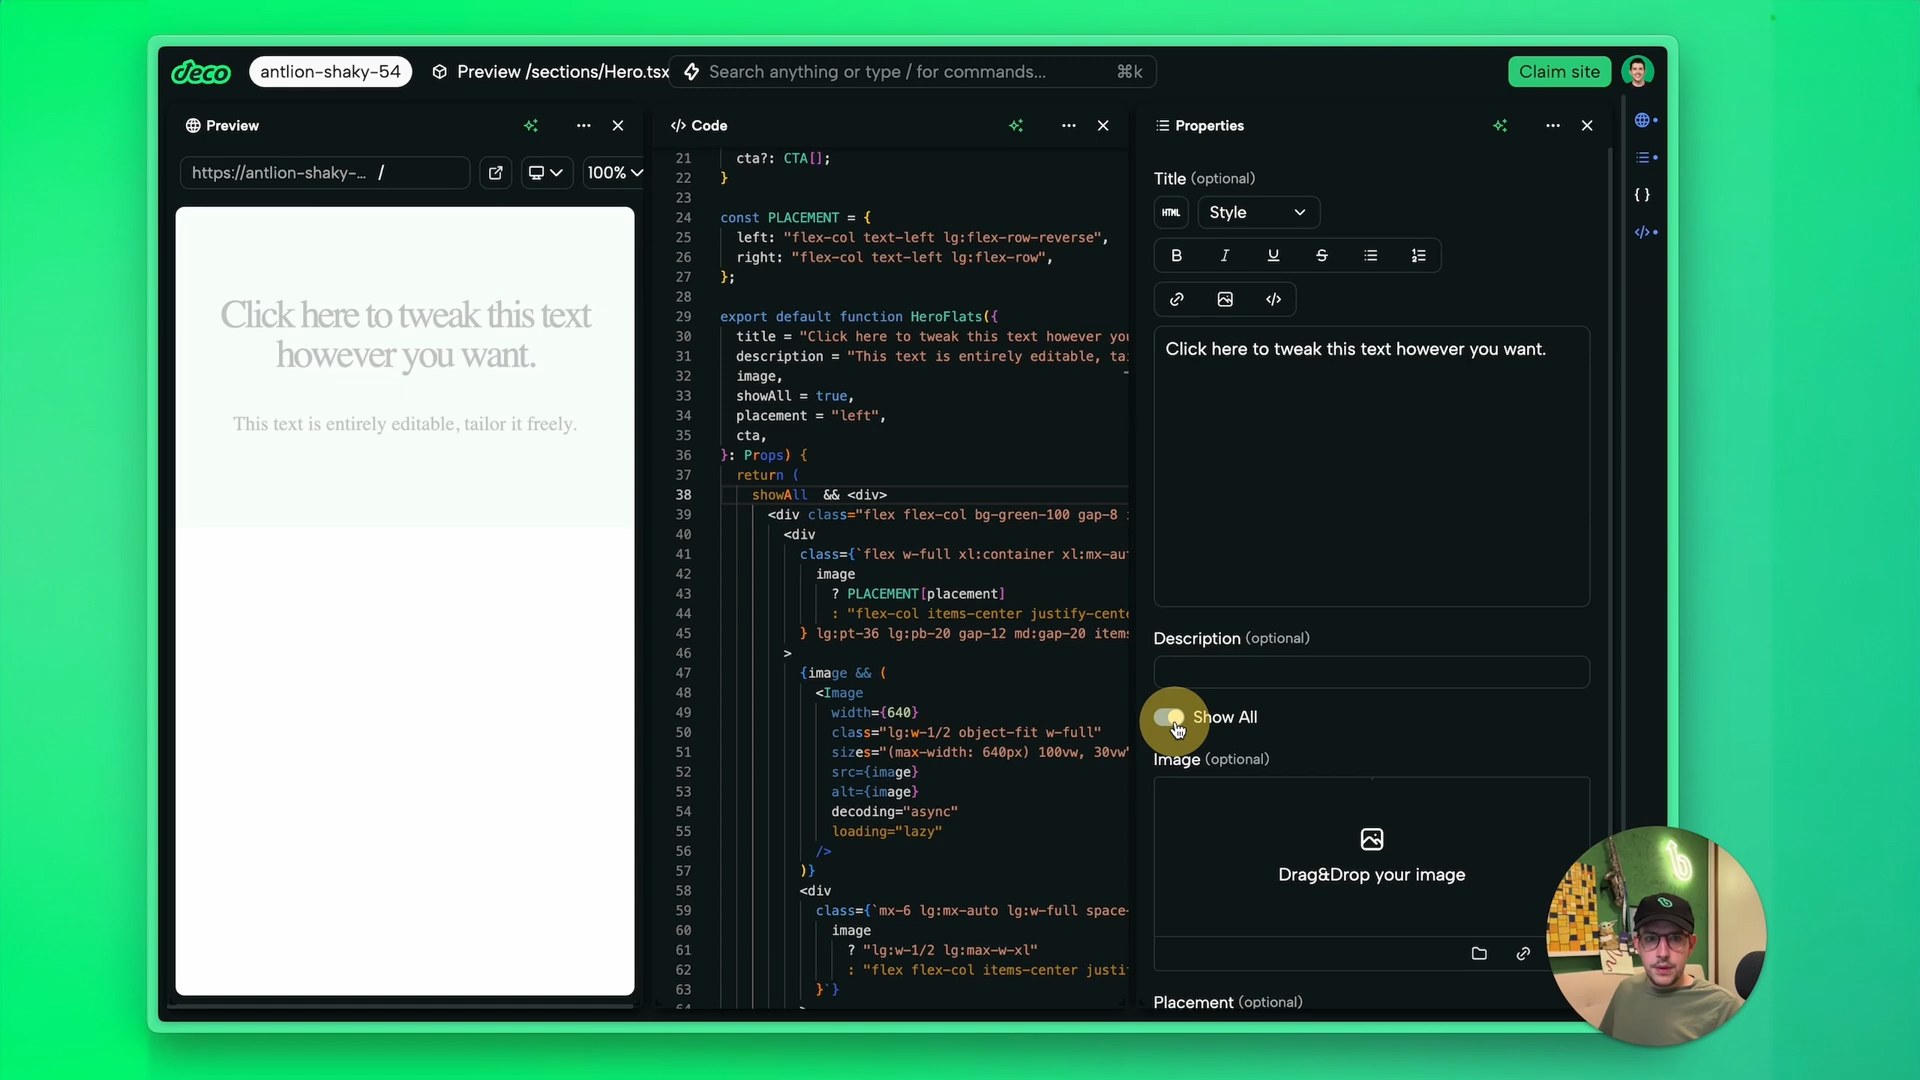 deco
antlion-shaky-54
Preview /sections/Hero.tsx
Search anything or type / for commands...
⌘k
Claim site
Preview
https://antlion-shaky-... /
100%
Click here to tweak this text
however you want.
This text is entirely editable, tailor it freely.
</> Code
21 cta?: CTA[];
22 }
23
24 const PLACEMENT = {
25 left: "flex-col text-left lg:flex-row-reverse",
26 right: "flex-col text-left lg:flex-row",
27 };
28
29 export default function HeroFlats({
30 title = "Click here to tweak this text however you
31 description = "This text is entirely editable, tai
32 image,
33 showAll = true,
34 placement = "left",
35 cta,
36 }: Props) {
37 return (
38 showAll  && <div>
39 <div class="flex flex-col bg-green-100 gap-8 i
40 <div
41 class={`flex w-full xl:container xl:mx-aut
42 image
43 ? PLACEMENT[placement]
44 : "flex-col items-center justify-cente
45 } lg:pt-36 lg:pb-20 gap-12 md:gap-20 items
46 >
47 {image && (
48 <Image
49 width={640}
50 class="lg:w-1/2 object-fit w-full"
51 sizes="(max-width: 640px) 100vw, 30vw"
52 src={image}
53 alt={image}
54 decoding="async"
55 loading="lazy"
56 />
57 )}
58 <div
59 class={`mx-6 lg:mx-auto lg:w-full space-
60 image
61 ? "lg:w-1/2 lg:max-w-xl"
62 : "flex flex-col items-center justi
63 }`}
Properties
Title (optional)
HTML
Style
B I U S
Click here to tweak this text however you want.
Description (optional)
Show All
Image (optional)
Drag&Drop your image
Placement (optional)